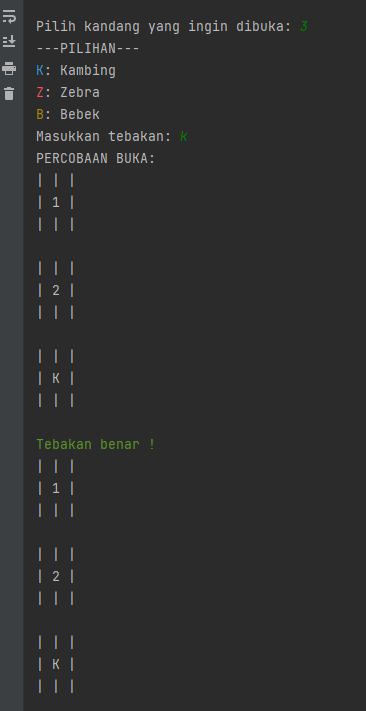 Pilih kandang yang ingin dibuka: 3
---PILIHAN---
K: Kambing
Z: Zebra
B: Bebek
Masukkan tebakan: k
PERCOBAAN BUKA:
| | |
| 1 |
| | |
| | |
| 2 |
| | |
| | |
| K |
| | |
Tebakan benar !
| | |
| 1 |
| | |
| | |
| 2 |
| | |
| | |
| K |
| | |